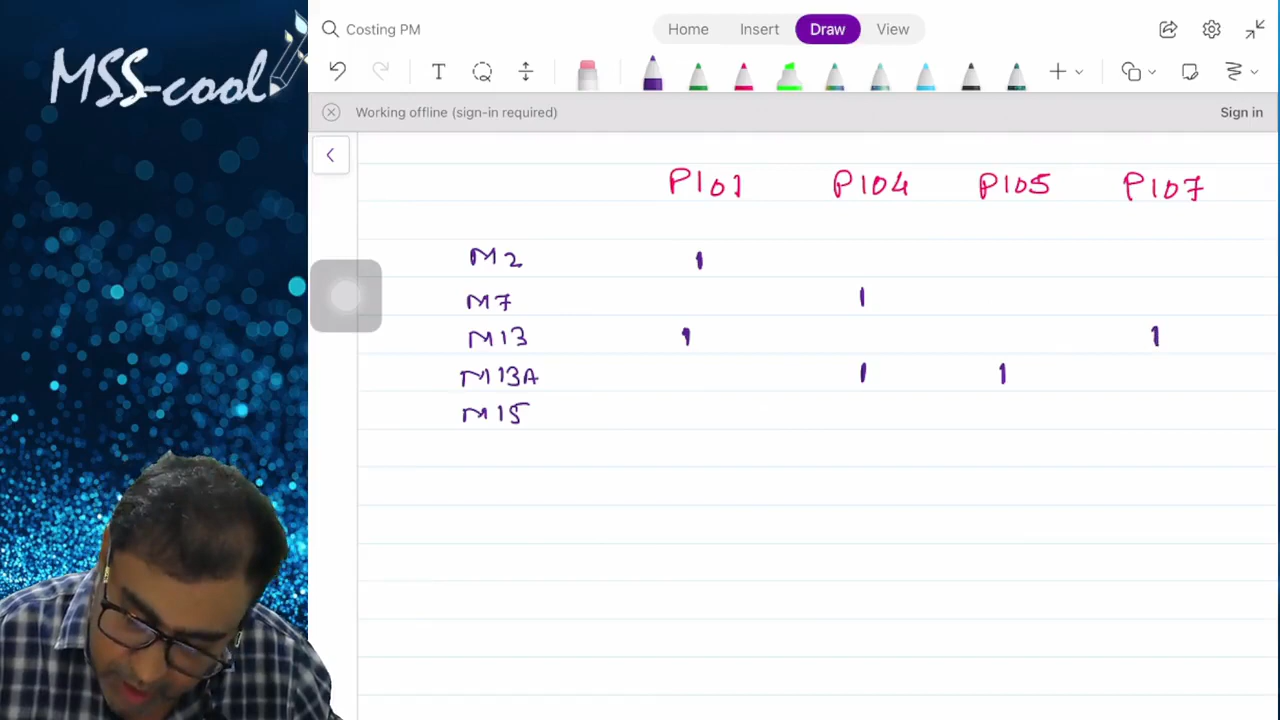 MSS-cool
Costing PM
Home Insert Draw View
Working offline (sign-in required) Sign in
P101 P104 P105 P107
M2 1
M7 1
M13 1 1
M13A 1 1
M15